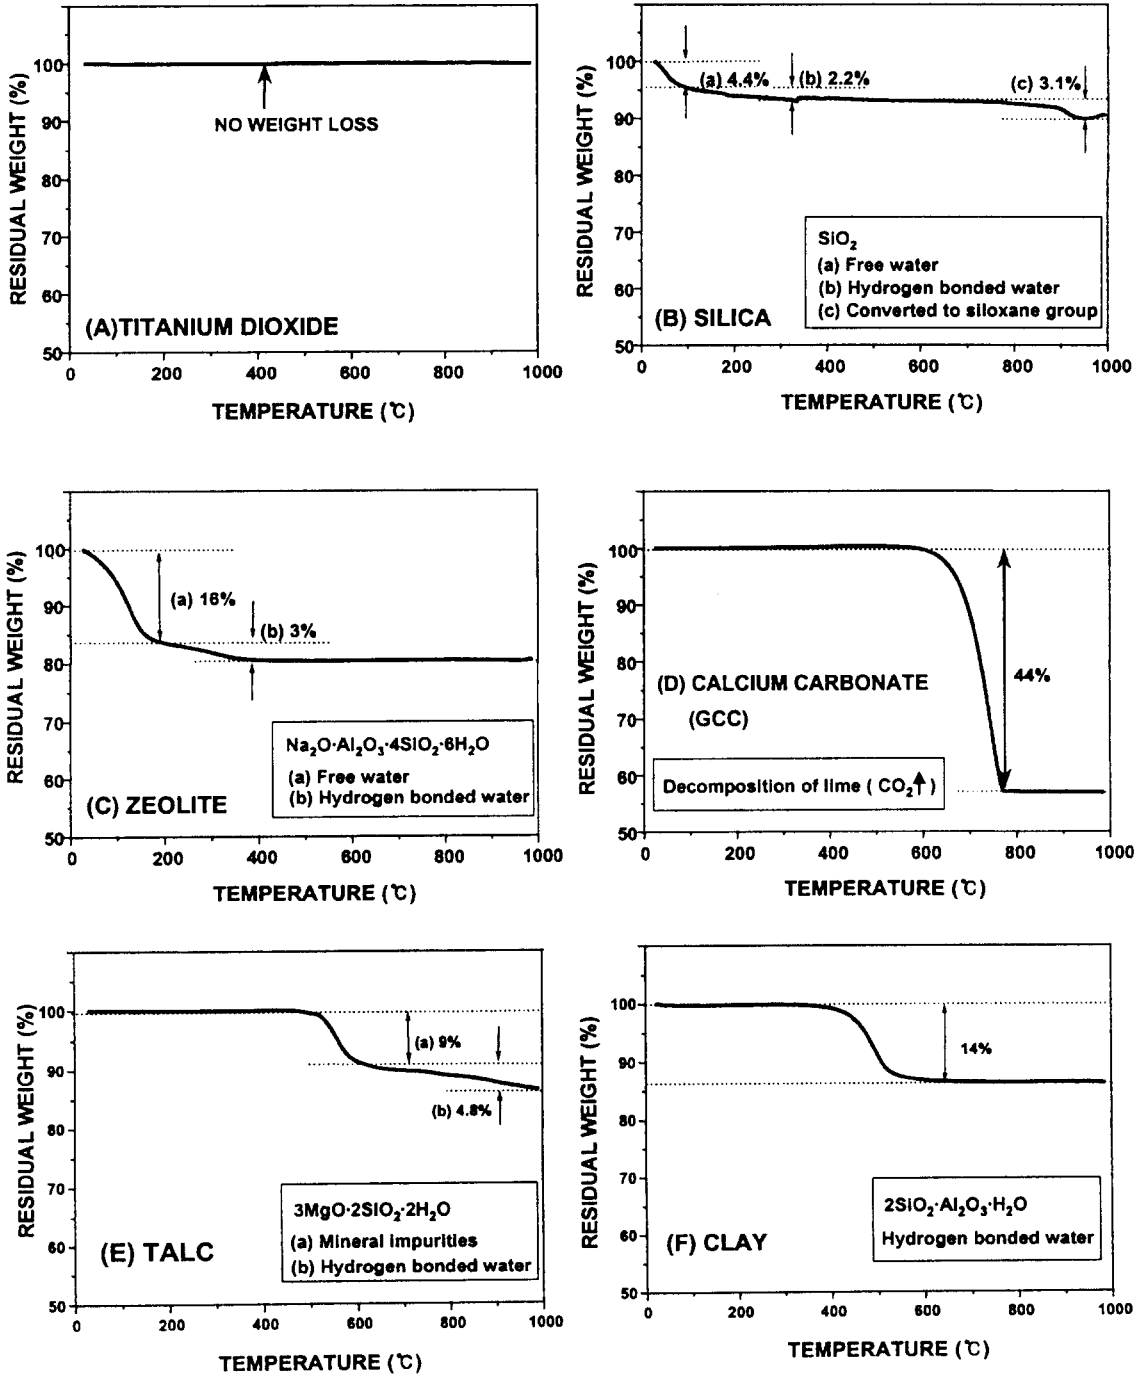 RESIDUAL WEIGHT (%)
100
90
80
70
60
50
NO WEIGHT LOSS
(A)TITANIUM DIOXIDE
0 200 400 600 800 1000
TEMPERATURE (℃)
RESIDUAL WEIGHT (%)
100
90
80
70
60
50
(a) 4.4% (b) 2.2% (c) 3.1%
SiO₂
(a) Free water
(b) Hydrogen bonded water
(c) Converted to siloxane group
(B) SILICA
0 200 400 600 800 1000
TEMPERATURE (℃)
RESIDUAL WEIGHT (%)
100
90
80
70
60
50
(a) 16%
(b) 3%
Na₂O·Al₂O₃·4SiO₂·6H₂O
(a) Free water
(b) Hydrogen bonded water
(C) ZEOLITE
0 200 400 600 800 1000
TEMPERATURE (℃)
RESIDUAL WEIGHT (%)
100
90
80
70
60
50
44%
(D) CALCIUM CARBONATE
(GCC)
Decomposition of lime ( CO₂↑ )
0 200 400 600 800 1000
TEMPERATURE (℃)
RESIDUAL WEIGHT (%)
100
90
80
70
60
50
(a) 9%
(b) 4.8%
3MgO·2SIO₂·2H₂O
(a) Mineral impurities
(b) Hydrogen bonded water
(E) TALC
0 200 400 600 800 1000
TEMPERATURE (℃)
RESIDUAL WEIGHT (%)
100
90
80
70
60
50
14%
2SiO₂·Al₂O₃·H₂O
Hydrogen bonded water
(F) CLAY
0 200 400 600 800 1000
TEMPERATURE (℃)